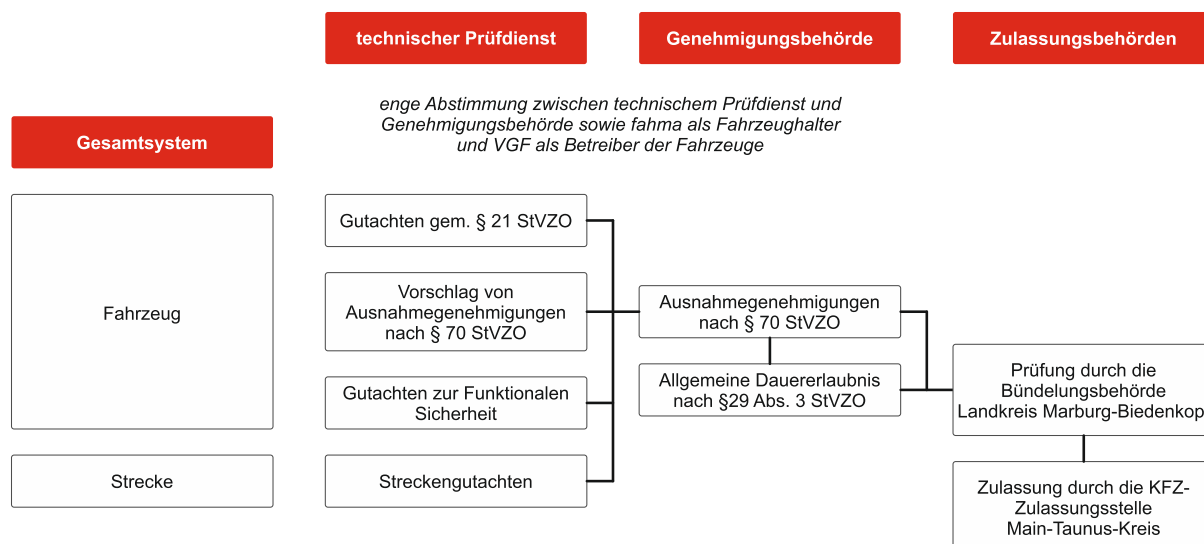 technischer Prüfdienst
Genehmigungsbehörde
Zulassungsbehörden
enge Abstimmung zwischen technischem Prüfdienst und
Genehmigungsbehörde sowie fahma als Fahrzeughalter
und VGF als Betreiber der Fahrzeuge
Gesamtsystem
Fahrzeug
Gutachten gem. § 21 StVZO
Vorschlag von
Ausnahmegenehmigungen
nach § 70 StVZO
Gutachten zur Funktionalen
Sicherheit
Ausnahmegenehmigungen
nach § 70 StVZO
Allgemeine Dauererlaubnis
nach §29 Abs. 3 StVZO
Prüfung durch die
Bündelungsbehörde
Landkreis Marburg-Biedenkop
Strecke
Streckengutachten
Zulassung durch die KFZ-
Zulassungsstelle
Main-Taunus-Kreis